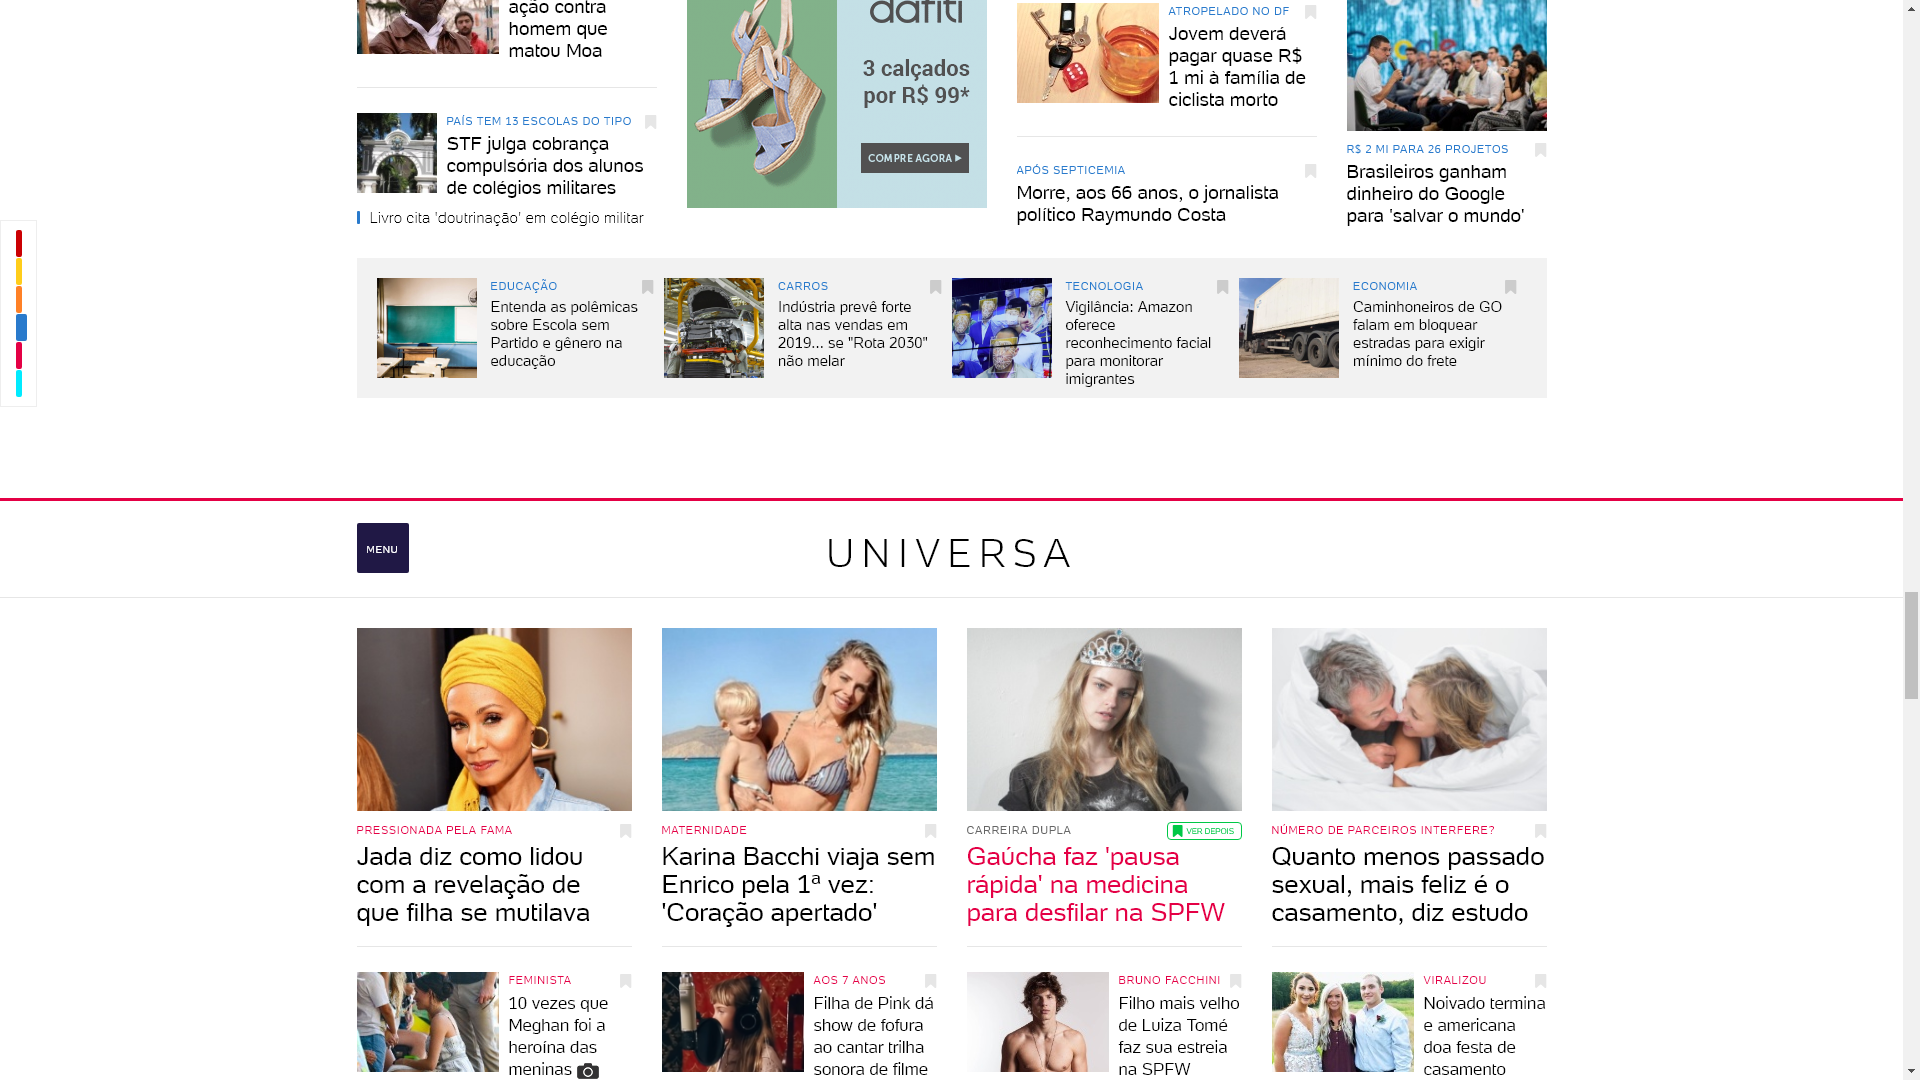 ação contra
homem que
matou Moa
PAÍS TEM 13 ESCOLAS DO TIPO
STF julga cobrança
compulsória dos alunos
de colégios militares
Livro cita 'doutrinação' em colégio militar
dafiti
3 calçados
por R$ 99*
COMPRE AGORA
ATROPELADO NO DF
Jovem deverá
pagar quase R$
1 mi à família de
ciclista morto
APÓS SEPTICEMIA
Morre, aos 66 anos, o jornalista
político Raymundo Costa
Google
R$ 2 MI PARA 26 PROJETOS
Brasileiros ganham
dinheiro do Google
para 'salvar o mundo'
EDUCAÇÃO
Entenda as polêmicas
sobre Escola sem
Partido e gênero na
educação
CARROS
Indústria prevê forte
alta nas vendas em
2019... se "Rota 2030"
não melar
TECNOLOGIA
Vigilância: Amazon
oferece
reconhecimento facial
para monitorar
imigrantes
ECONOMIA
Caminhoneiros de GO
falam em bloquear
estradas para exigir
mínimo do frete
MENU
UNIVERSA
PRESSIONADA PELA FAMA
Jada diz como lidou
com a revelação de
que filha se mutilava
MATERNIDADE
Karina Bacchi viaja sem
Enrico pela 1ª vez:
'Coração apertado'
CARREIRA DUPLA
VER DEPOIS
Gaúcha faz 'pausa
rápida' na medicina
para desfilar na SPFW
NÚMERO DE PARCEIROS INTERFERE?
Quanto menos passado
sexual, mais feliz é o
casamento, diz estudo
FEMINISTA
10 vezes que
Meghan foi a
heroína das
meninas
AOS 7 ANOS
Filha de Pink dá
show de fofura
ao cantar trilha
sonora de filme
BRUNO FACCHINI
Filho mais velho
de Luiza Tomé
faz sua estreia
na SPFW
VIRALIZOU
Noivado termina
e americana
doa festa de
casamento